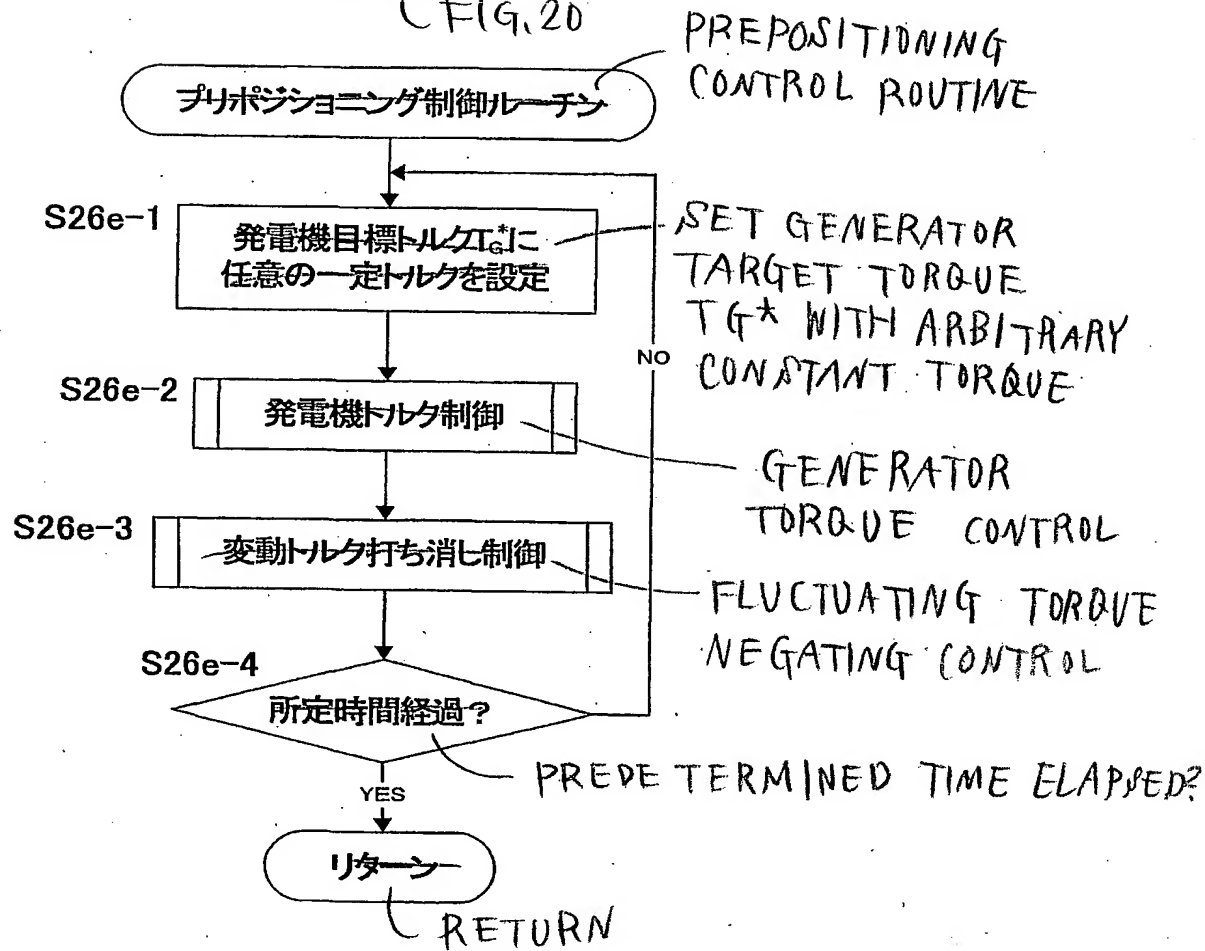 FIG. 20
プリポジショニング制御ルーチン
PREPOSITIONING
CONTROL ROUTINE
S26e-1
発電機目標トルクTG*に
任意の一定トルクを設定
SET GENERATOR
TARGET TORQUE
TG* WITH ARBITRARY
CONSTANT TORQUE
NO
S26e-2
発電機トルク制御
GENERATOR
TORQUE CONTROL
S26e-3
変動トルク打ち消し制御
FLUCTUATING TORQUE
NEGATING CONTROL
S26e-4
所定時間経過?
PREDETERMINED TIME ELAPSED?
YES
リターン
RETURN